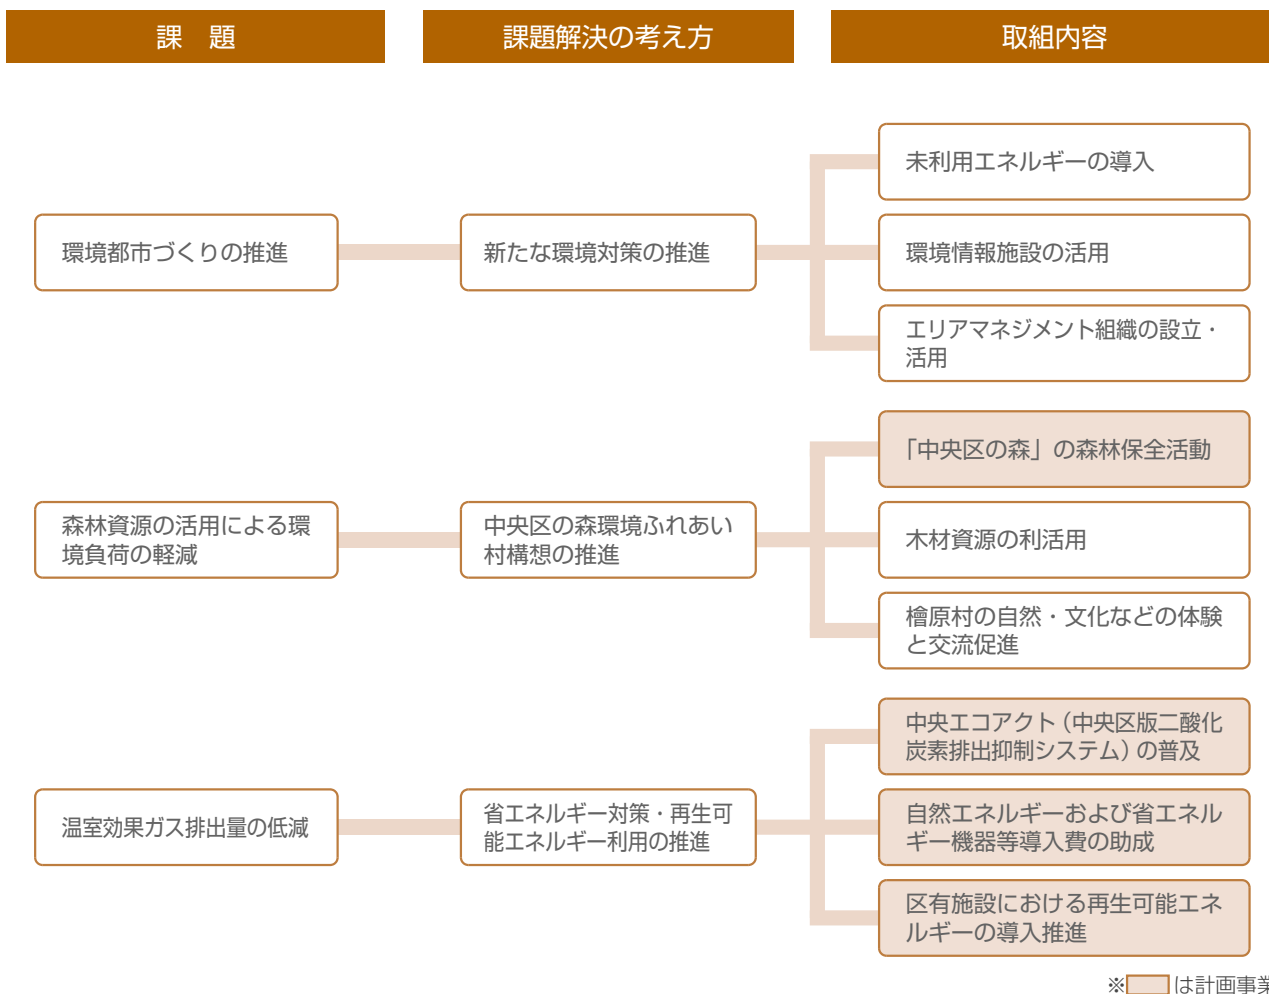 課　題
課題解決の考え方
取組内容
環境都市づくりの推進
新たな環境対策の推進
未利用エネルギーの導入
環境情報施設の活用
エリアマネジメント組織の設立・
活用
森林資源の活用による環
境負荷の軽減
中央区の森環境ふれあい
村構想の推進
「中央区の森」の森林保全活動
木材資源の利活用
檜原村の自然・文化などの体験
と交流促進
温室効果ガス排出量の低減
省エネルギー対策・再生可
能エネルギー利用の推進
中央エコアクト（中央区版二酸化
炭素排出抑制システム）の普及
自然エネルギーおよび省エネル
ギー機器等導入費の助成
区有施設における再生可能エネ
ルギーの導入推進
※　は計画事業